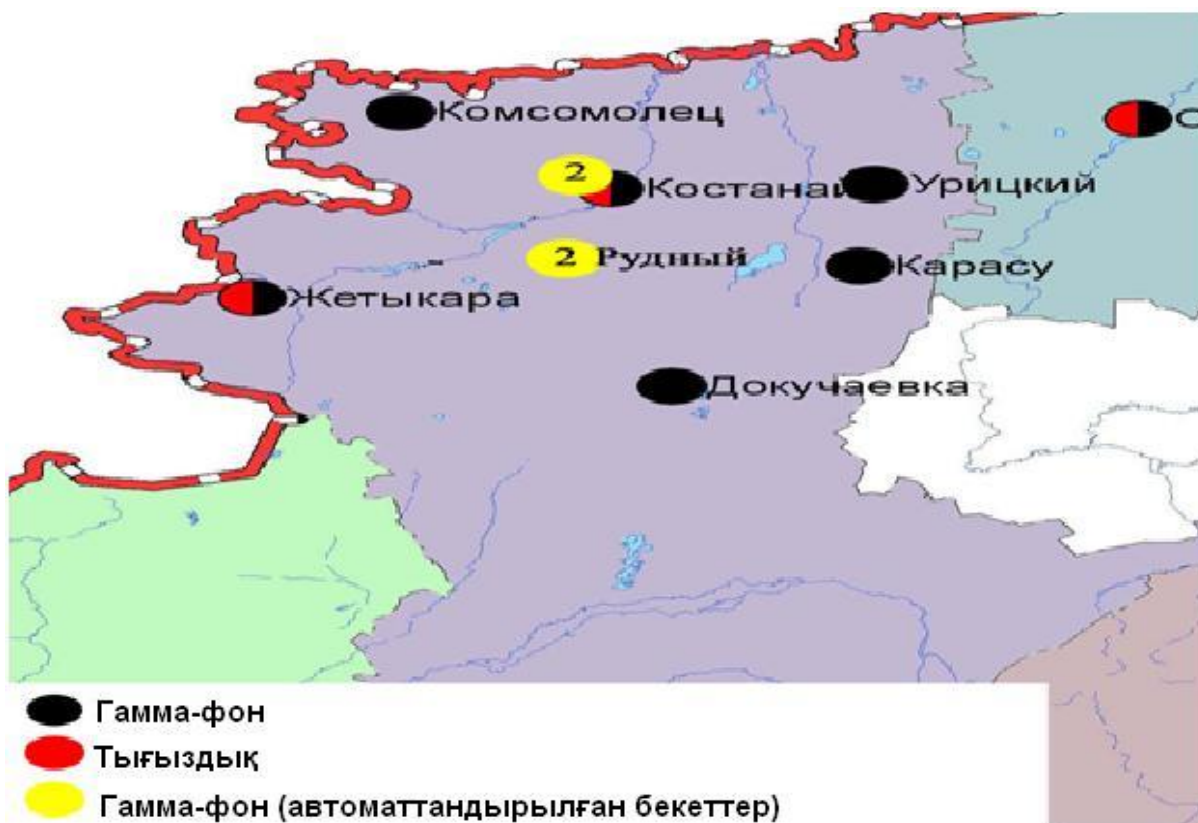 Комсомолец
2
Костанай
Урицкий
С
2 Рудный
Карасу
Жетыкара
Докучаевка
Гамма-фон
Тығыздық
Гамма-фон (автоматтандырылған бекеттер)